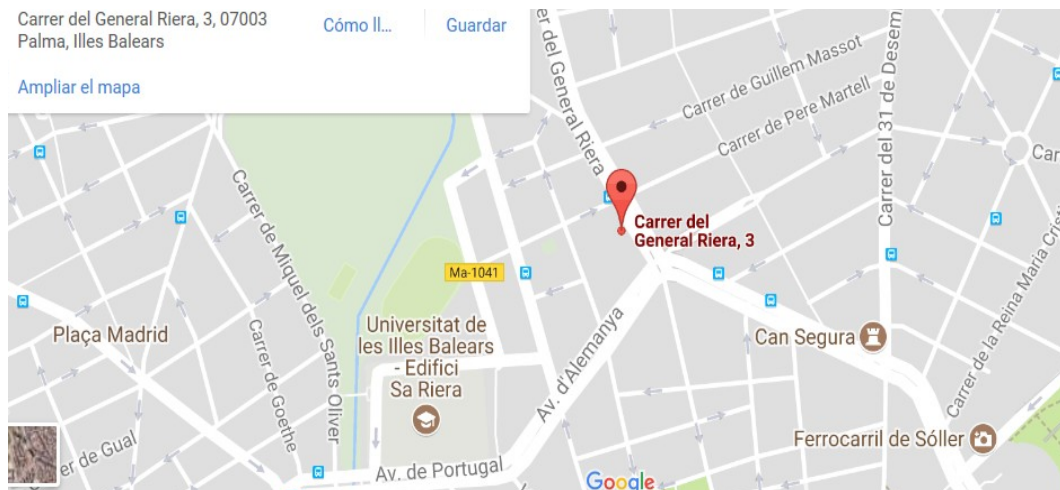 Carrer del General Riera, 3, 07003
Palma, Illes Balears
Cómo ll...
Guardar
Ampliar el mapa
er del General Riera
Carrer de Guillem Massot
Carrer de Pere Martell
Carrer del 31 de Desem
Car
Carrer del
General Riera, 3
Carrer de Miquel dels Sants Oliver
Ma-1041
Plaça Madrid
Universitat de
les Illes Balears
- Edifici
Sa Riera
Av. d'Alemanya
Can Segura
Carrer de la Reina Maria Cristi
Carrer de Goethe
er de Gual
Av. de Portugal
Ferrocarril de Sóller
Google